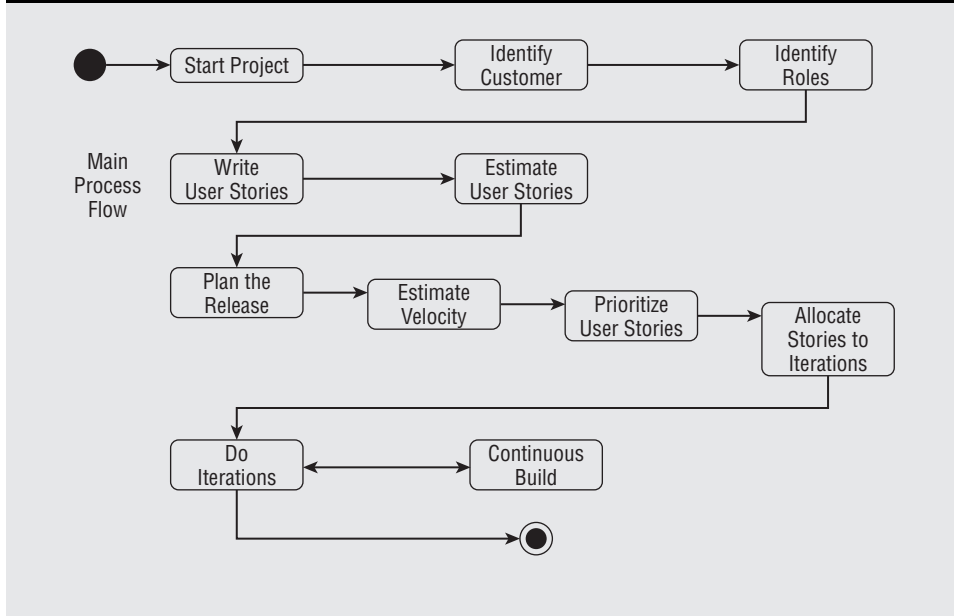 Start Project
Identify
Customer
Identify
Roles
Main
Process
Flow
Write
User Stories
Estimate
User Stories
Plan the
Release
Estimate
Velocity
Prioritize
User Stories
Allocate
Stories to
Iterations
Do
Iterations
Continuous
Build